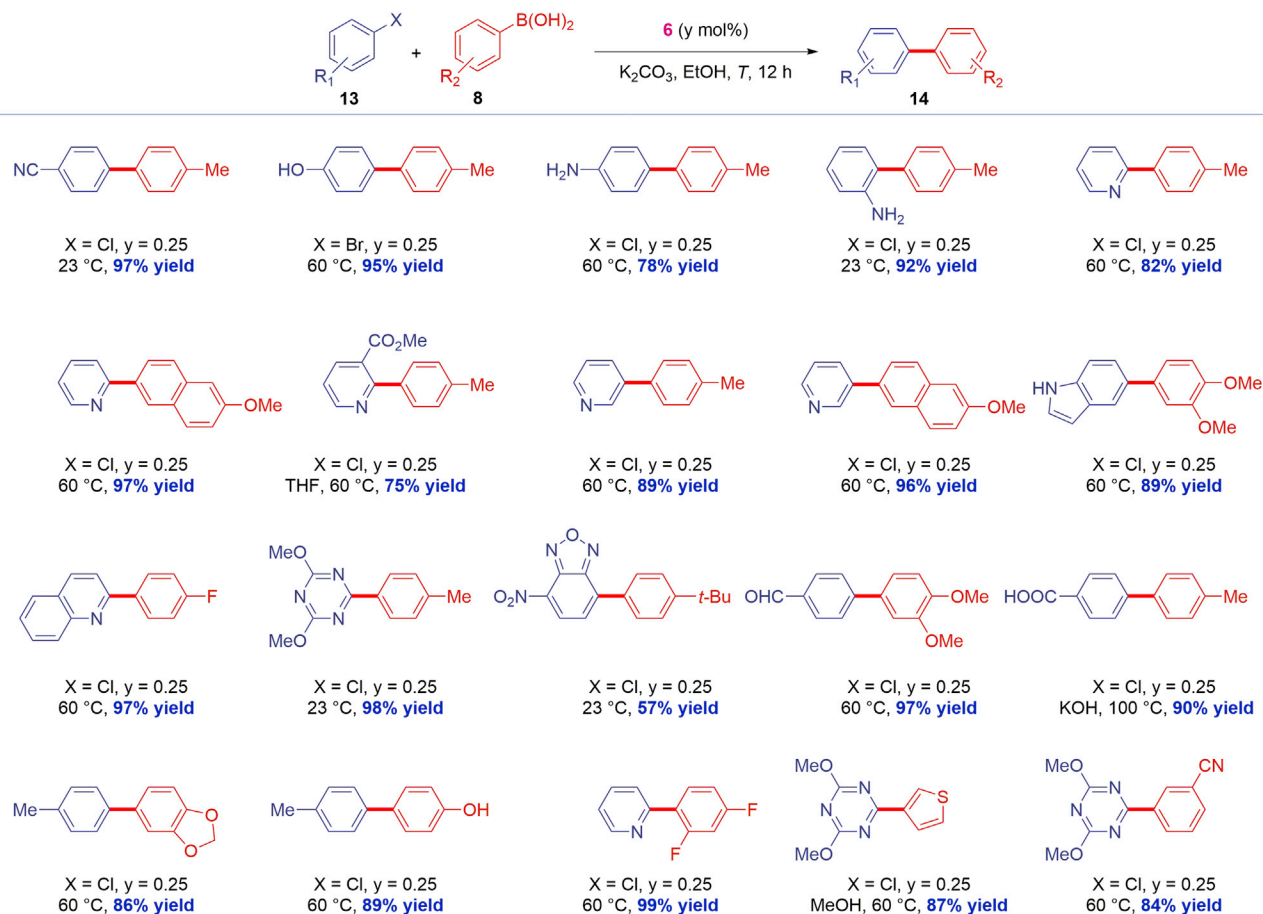 X
R1
13
+
B(OH)2
R2
8
6 (y mol%)
K2CO3, EtOH, T, 12 h
R1
R2
14
NC
Me
X = Cl, y = 0.25
23 °C, 97% yield
HO
Me
X = Br, y = 0.25
60 °C, 95% yield
H2N
Me
X = Cl, y = 0.25
60 °C, 78% yield
Me
NH2
X = Cl, y = 0.25
23 °C, 92% yield
Me
N
X = Cl, y = 0.25
60 °C, 82% yield
N
OMe
X = Cl, y = 0.25
60 °C, 97% yield
CO2Me
Me
N
X = Cl, y = 0.25
THF, 60 °C, 75% yield
Me
N
X = Cl, y = 0.25
60 °C, 89% yield
N
OMe
X = Cl, y = 0.25
60 °C, 96% yield
HN
OMe
OMe
X = Cl, y = 0.25
60 °C, 89% yield
F
N
X = Cl, y = 0.25
60 °C, 97% yield
MeO
N
N
N
Me
MeO
X = Cl, y = 0.25
23 °C, 98% yield
O
N
N
O2N
t-Bu
X = Cl, y = 0.25
23 °C, 57% yield
OHC
OMe
OMe
X = Cl, y = 0.25
60 °C, 97% yield
HOOC
Me
X = Cl, y = 0.25
KOH, 100 °C, 90% yield
Me
O
O
X = Cl, y = 0.25
60 °C, 86% yield
Me
OH
X = Cl, y = 0.25
60 °C, 89% yield
N
F
F
X = Cl, y = 0.25
60 °C, 99% yield
MeO
N
N
N
S
MeO
X = Cl, y = 0.25
MeOH, 60 °C, 87% yield
MeO
CN
N
N
N
MeO
X = Cl, y = 0.25
60 °C, 84% yield